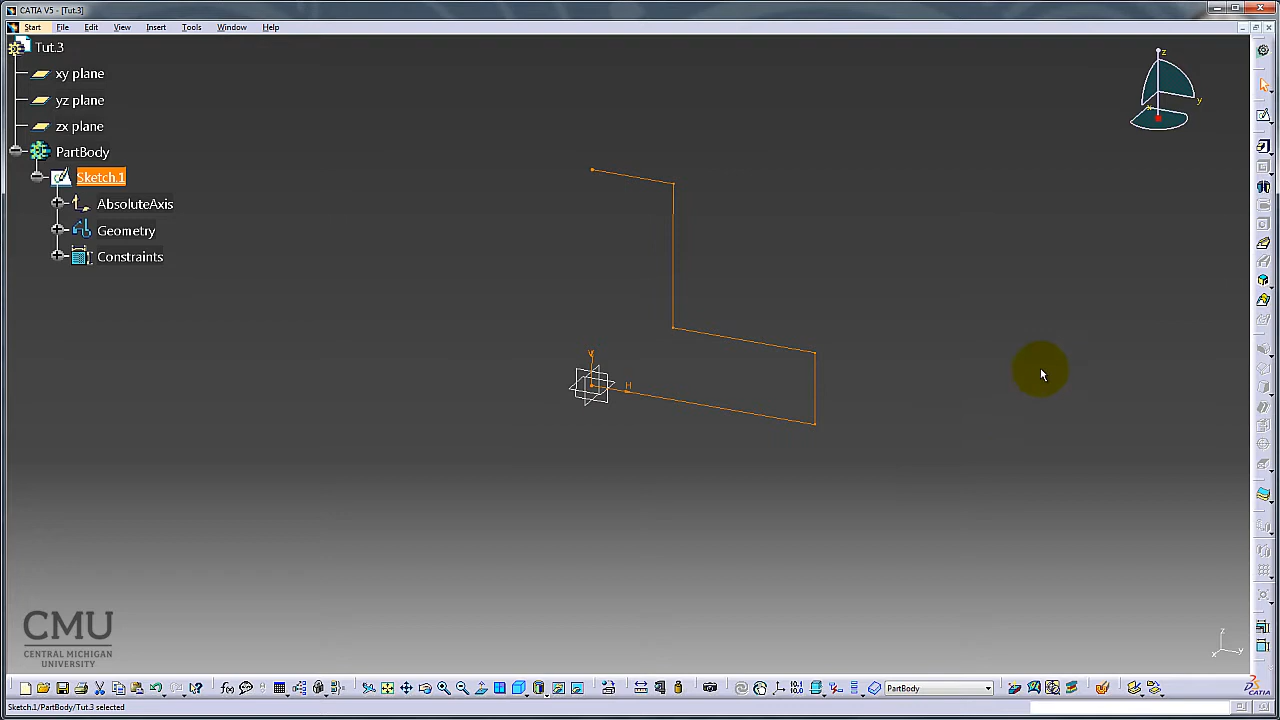 CATIA V5 - [Tut.3]
Start File Edit View Insert Tools Window Help
Tut.3
xy plane
yz plane
zx plane
PartBody
Sketch.1
AbsoluteAxis
Geometry
Constraints
z
y
x
V
H
CMU
CENTRAL MICHIGAN
UNIVERSITY
z
x y
PartBody
Sketch.1/PartBody/Tut.3 selected